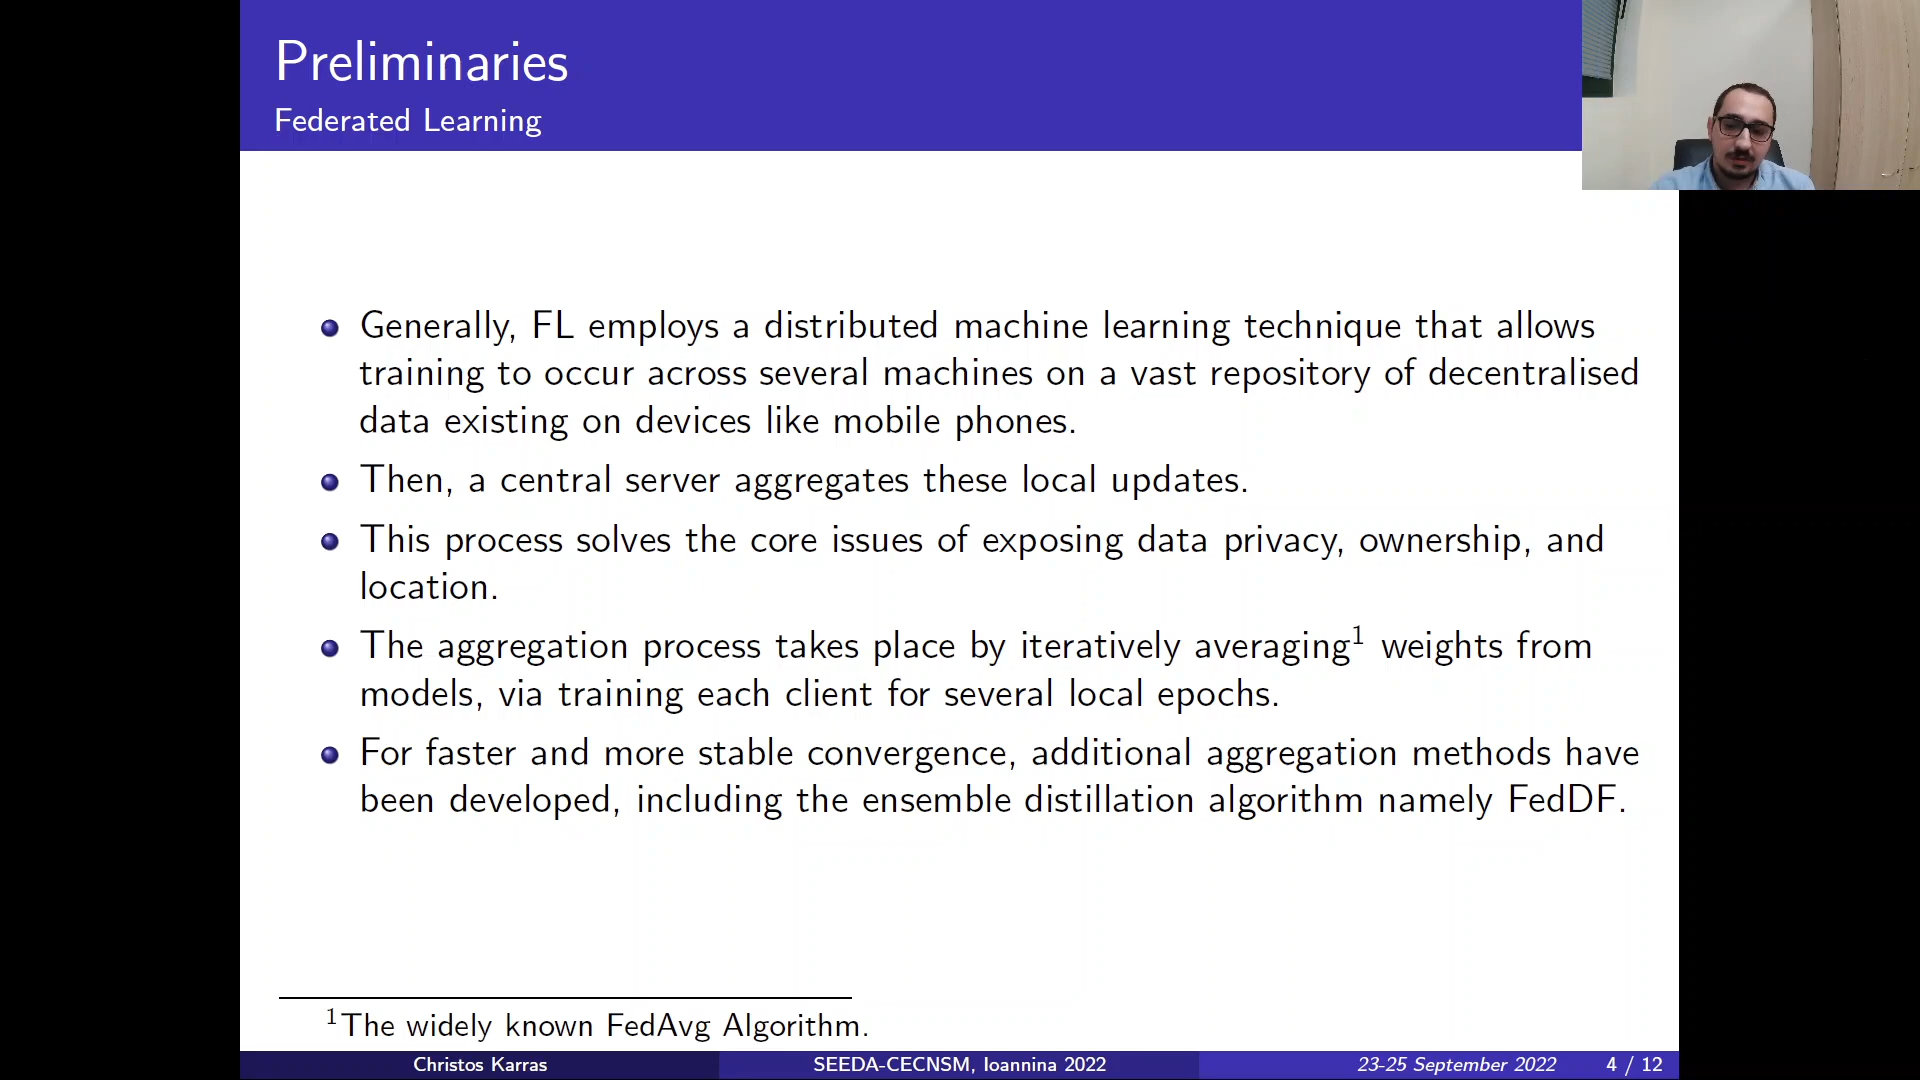 Preliminaries
Federated Learning
Generally, FL employs a distributed machine learning technique that allows
training to occur across several machines on a vast repository of decentralised
data existing on devices like mobile phones.
Then, a central server aggregates these local updates.
This process solves the core issues of exposing data privacy, ownership, and
location.
The aggregation process takes place by iteratively averaging¹ weights from
models, via training each client for several local epochs.
For faster and more stable convergence, additional aggregation methods have
been developed, including the ensemble distillation algorithm namely FedDF.
¹The widely known FedAvg Algorithm.
Christos Karras SEEDA-CECNSM, Ioannina 2022 23-25 September 2022 4 / 12